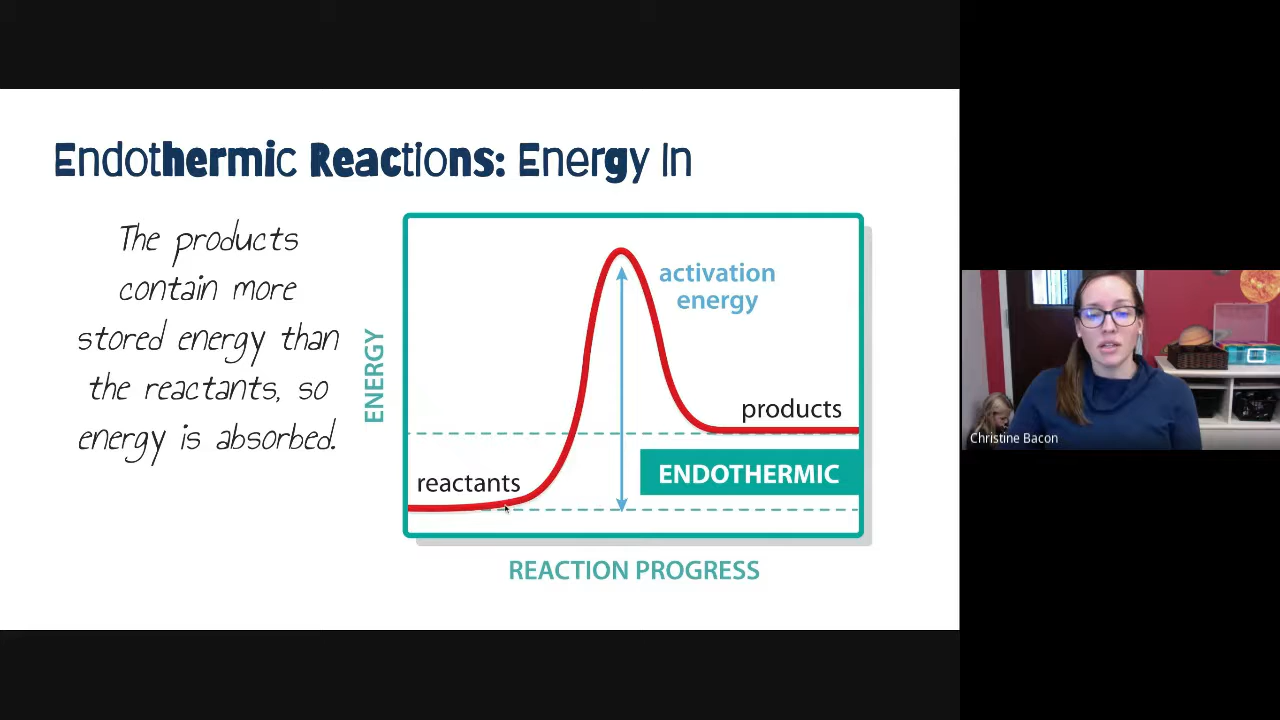 Endothermic Reactions: Energy In
The products
contain more
stored energy than
the reactants, so
energy is absorbed.
ENERGY
activation
energy
products
reactants
ENDOTHERMIC
REACTION PROGRESS
Christine Bacon